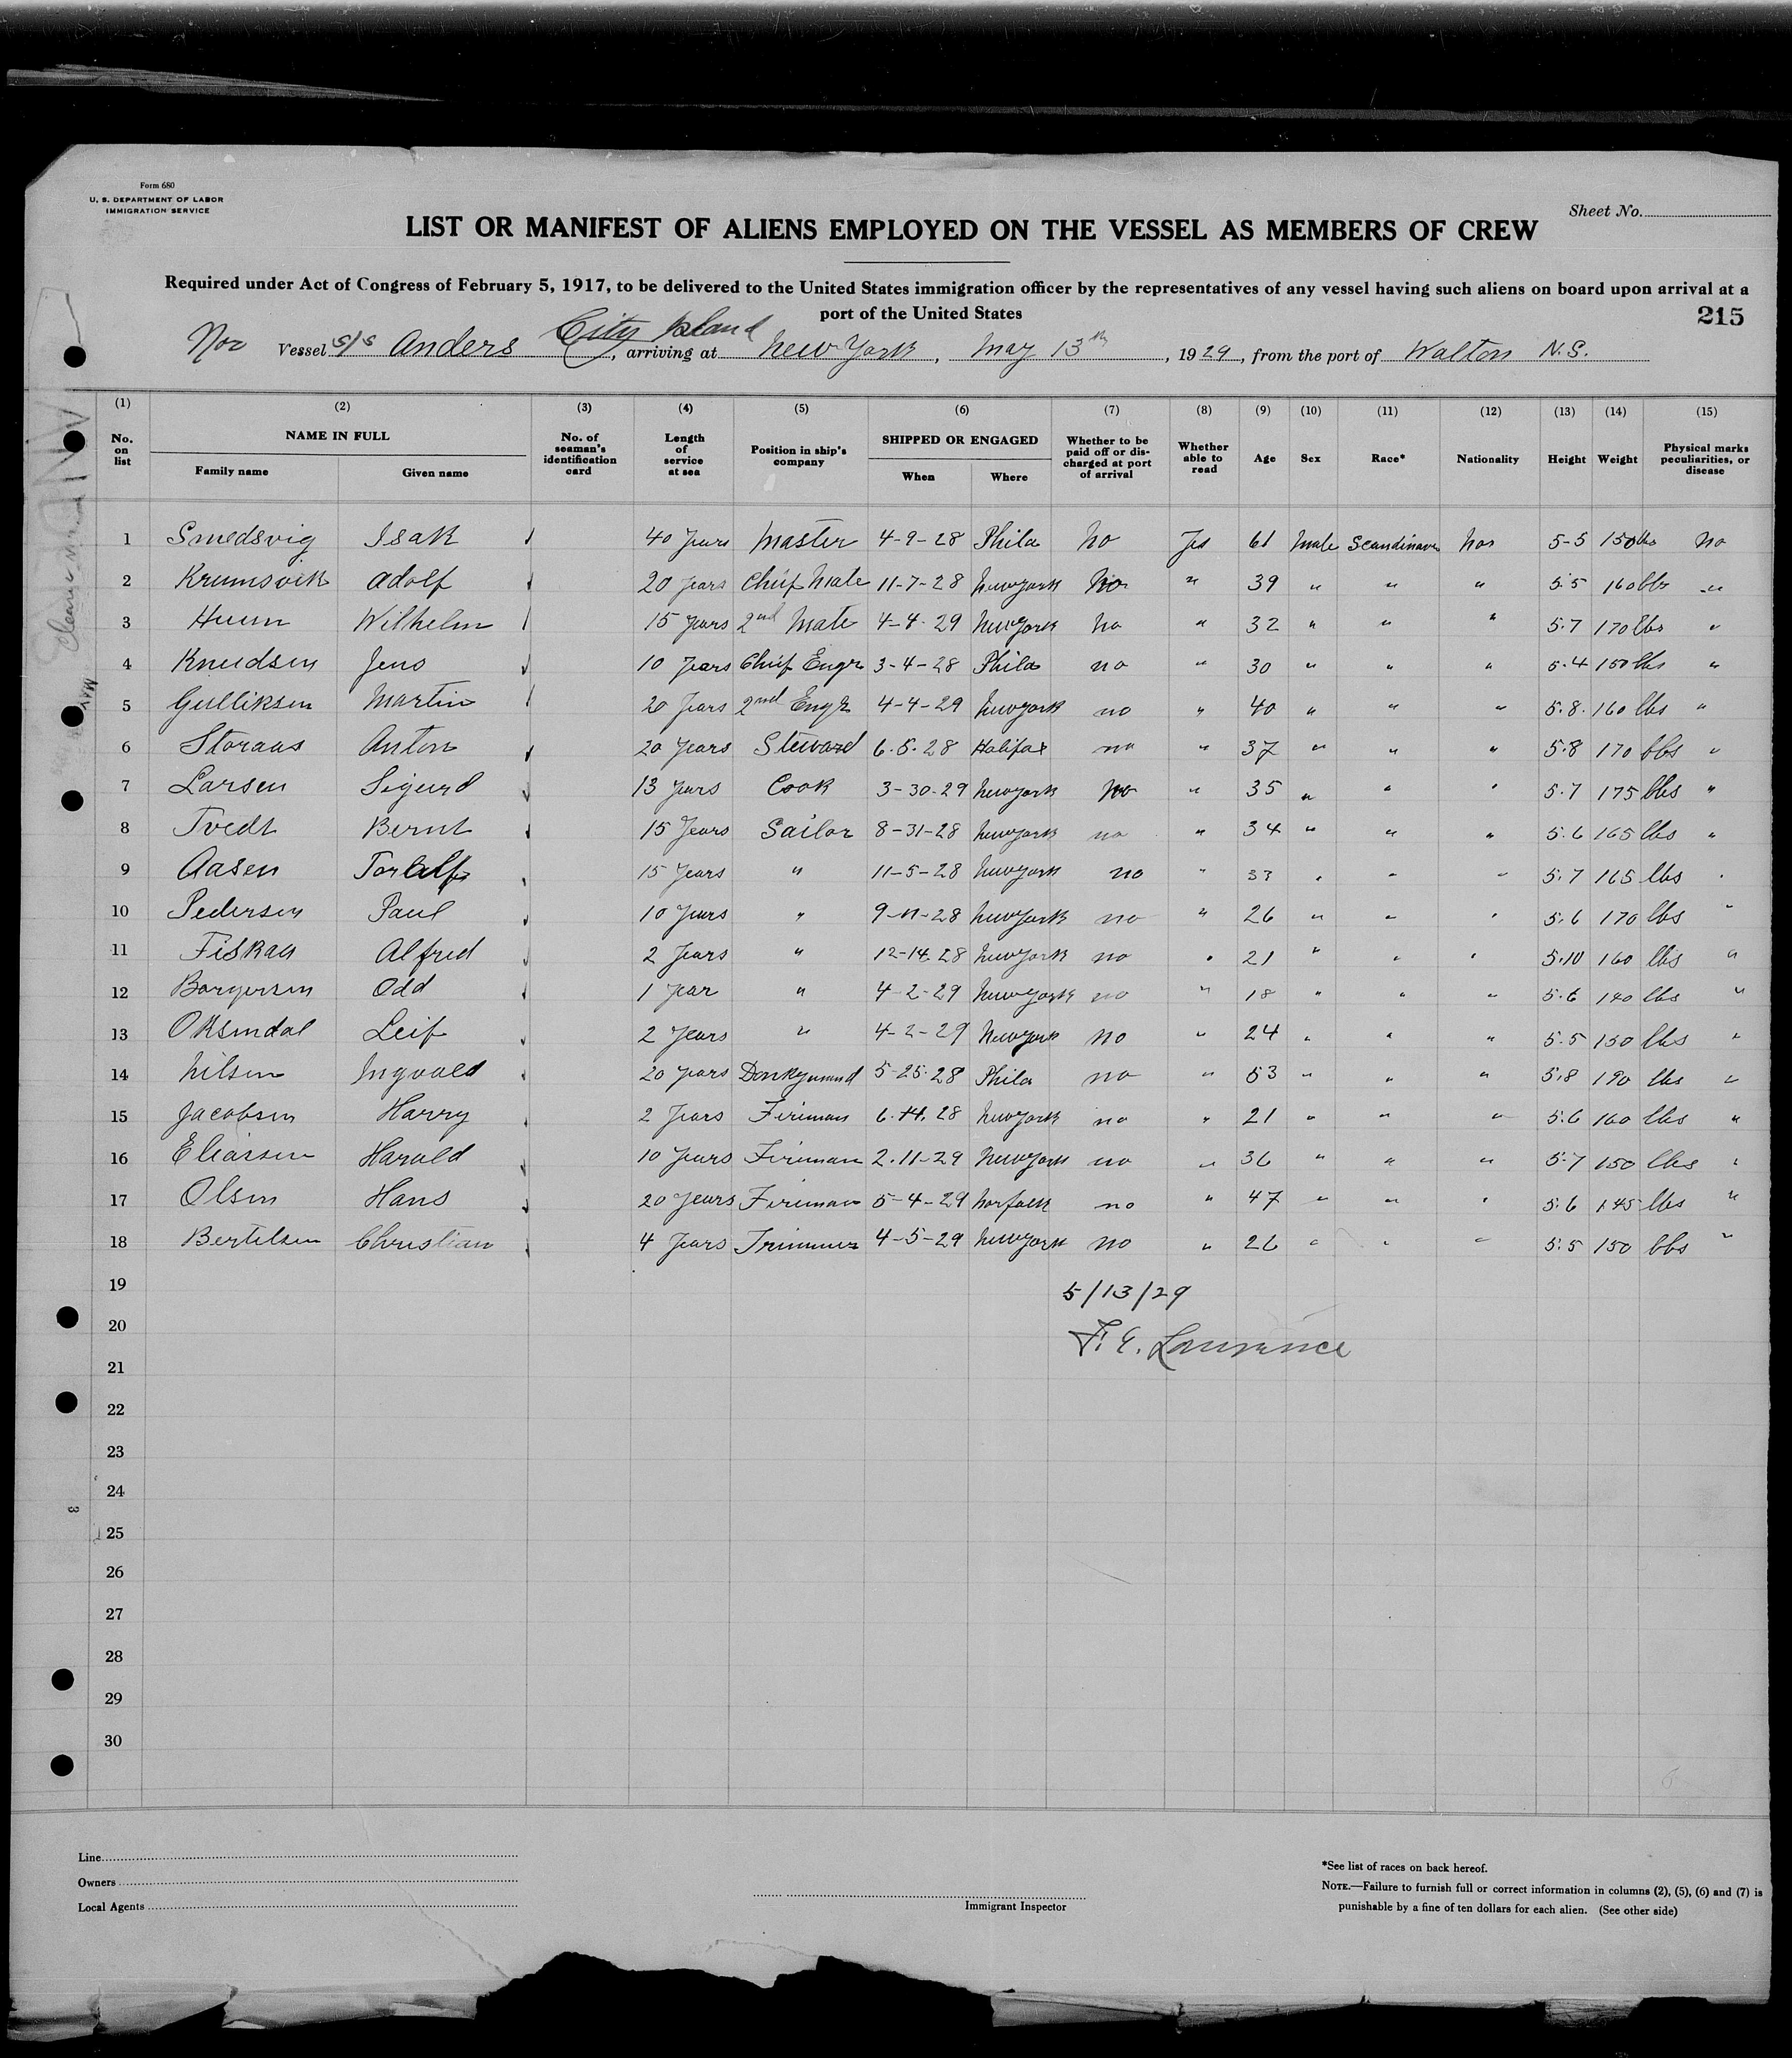 Form 680
U. S. DEPARTMENT OF LABOR
IMMIGRATION SERVICE
Sheet No.
LIST OR MANIFEST OF ALIENS EMPLOYED ON THE VESSEL AS MEMBERS OF CREW
Required under Act of Congress of February 5, 1917, to be delivered to the United States immigration officer by the representatives of any vessel having such aliens on board upon arrival at a
port of the United States
215
City Island
Nor Vessel S/S Anders, arriving at New York, May 13th, 1929, from the port of Walton N.S.
(1) (2) (3) (4) (5) (6) (7) (8) (9) (10) (11) (12) (13) (14) (15)
No. on list NAME IN FULL Family name Given name No. of seaman's identification card Length of service at sea Position in ship's company SHIPPED OR ENGAGED When Where Whether to be paid off or discharged at port of arrival Whether able to read Age Sex Race* Nationality Height Weight Physical marks peculiarities, or disease
1 Smedsvig Isak 40 years Master 4-9-28 Phila No Yes 61 Male Scandinav Nor 5-5 150 lbs No
2 Krumsvik Adolf 20 years Chief Mate 11-7-28 New York No " 39 " " " 5.5 160 lbs "
3 Huun Wilhelm 15 years 2nd Mate 4-4-29 New York No " 32 " " " 5.7 170 lbs "
4 Knudsen Jens 10 years Chief Engr 3-4-28 Phila no " 30 " " " 5.4 150 lbs "
5 Gulliksen Martin 20 years 2nd Engr 4-4-29 New York no " 40 " " " 5.8. 160 lbs "
6 Storaas Anton 20 years Steward 6.5.28 Halifax no " 37 " " " 5.8 170 lbs "
7 Larsen Sigurd 13 years Cook 3-30-29 New York No " 35 " " " 5.7 175 lbs "
8 Tvedt Bernt 15 years Sailor 8-31-28 New York no " 34 " " " 5.6 165 lbs "
9 Aasen Toralf 15 years " 11-5-28 New York no " 33 " " " 5.7 165 lbs "
10 Pedersen Paul 10 years " 9-11-28 New York no " 26 " " " 5.6 170 lbs "
11 Fiskaa Alfred 2 years " 12-14.28 New York no " 21 " " " 5.10 160 lbs "
12 Borgersen Odd 1 year " 4-2-29 New York no " 18 " " " 5.6 140 lbs "
13 Oksendal Leif 2 years " 4-2-29 New York no " 24 " " " 5.5 150 lbs "
14 Nilsen Ingvald 20 years Donkymand 5-25-28 Phila no " 53 " " " 5.8 190 lbs "
15 Jacobsen Harry 2 years Fireman 6.14.28 New York no " 21 " " " 5.6 160 lbs "
16 Eliassen Harald 10 years Fireman 2.11-29 New York no " 36 " " " 5.7 150 lbs "
17 Olsen Hans 20 years Fireman 5-4-29 Norfolk no " 47 " " " 5.6 145 lbs "
18 Bertelsen Christian 4 years Trimmer 4-5-29 New York no " 26 " " " 5.5 150 lbs "
19
5/13/29
20
F. E. Lawrence
21
22
23
24
25
26
27
28
29
30
Line
Owners
Local Agents
Immigrant Inspector
*See list of races on back hereof.
NOTE.—Failure to furnish full or correct information in columns (2), (5), (6) and (7) is
punishable by a fine of ten dollars for each alien. (See other side)